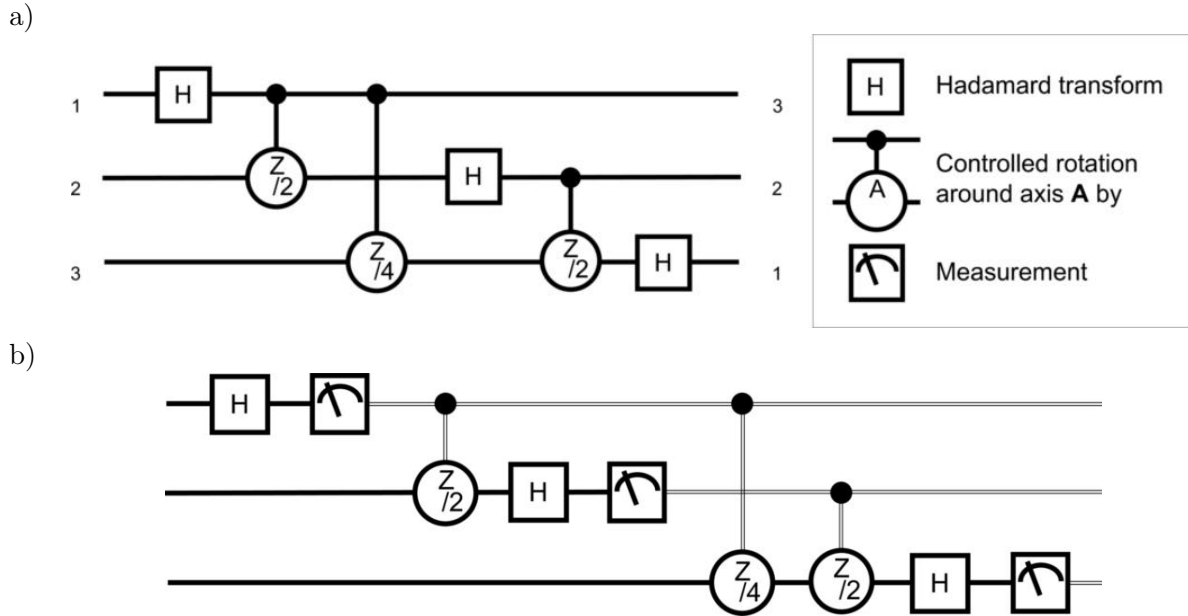 a)
1 H 3
Z
/2
2 H 2
3 Z
/4
Z
/2
H 1
H Hadamard transform
A Controlled rotation
around axis A by
Measurement
b)
H
Z
/2
H
Z
/4
Z
/2
H